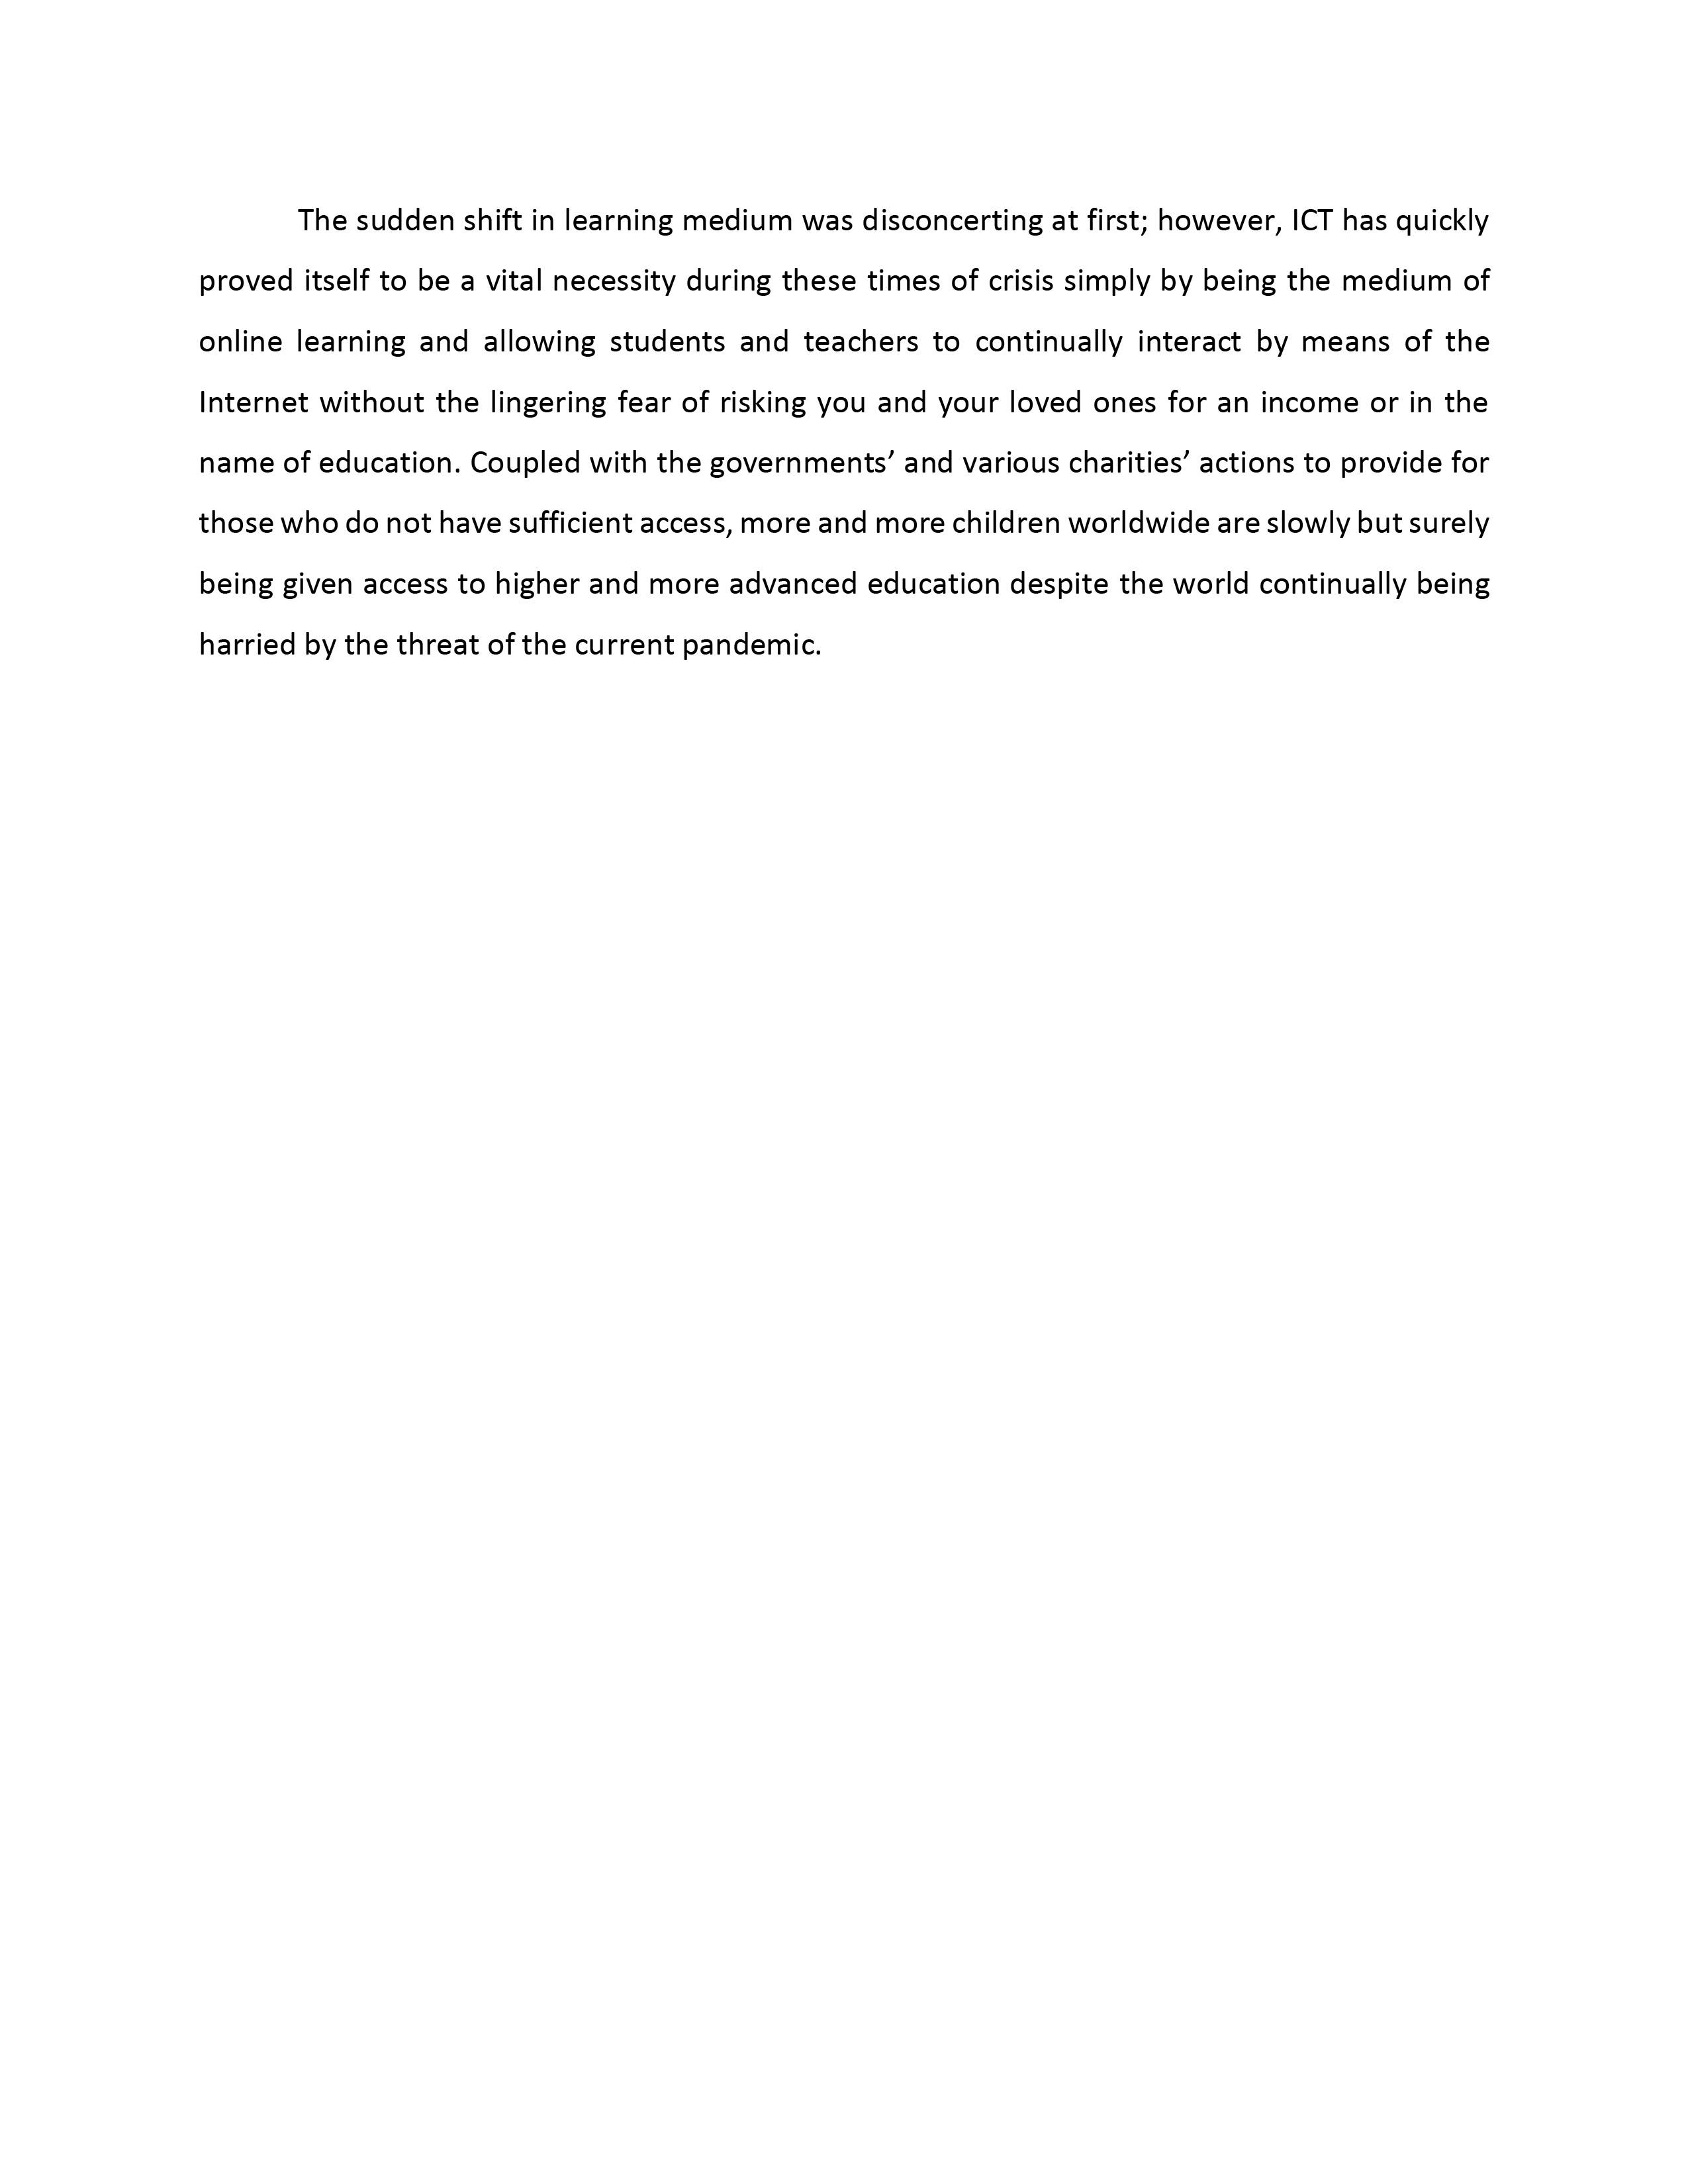 The sudden shift in learning medium was disconcerting at first; however, ICT has quickly
proved itself to be a vital necessity during these times of crisis simply by being the medium of
online learning and allowing students and teachers to continually interact by means of the
Internet without the lingering fear of risking you and your loved ones for an income or in the
name of education. Coupled with the governments’ and various charities’ actions to provide for
those who do not have sufficient access, more and more children worldwide are slowly but surely
being given access to higher and more advanced education despite the world continually being
harried by the threat of the current pandemic.